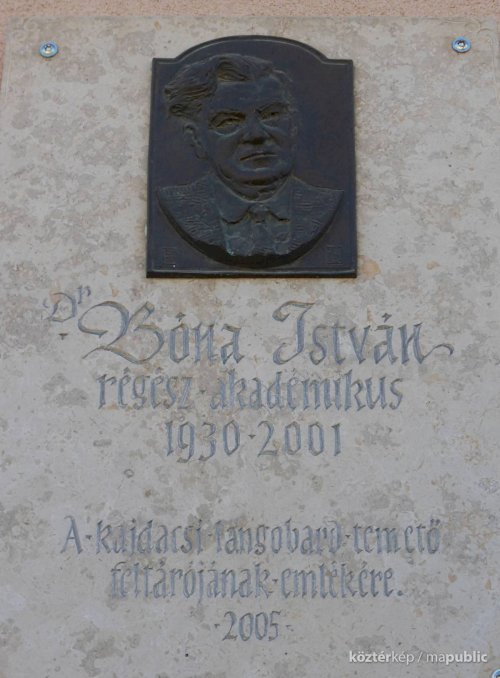 Dr Bóna István
régész · akadémikus
1930 · 2001
A · kajdacsi · langobard · temető
feltárójának · emlékére.
· 2005 ·
köztérkép / mapublic